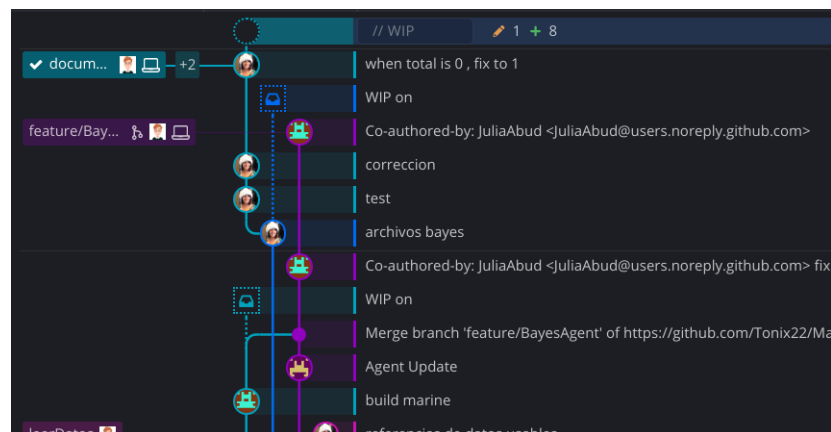 // WIP 1 + 8
docum... +2 when total is 0 , fix to 1
WIP on
feature/Bay... Co-authored-by: JuliaAbud <JuliaAbud@users.noreply.github.com>
correccion
test
archivos bayes
Co-authored-by: JuliaAbud <JuliaAbud@users.noreply.github.com> fix
WIP on
Merge branch 'feature/BayesAgent' of https://github.com/Tonix22/Ma
Agent Update
build marine